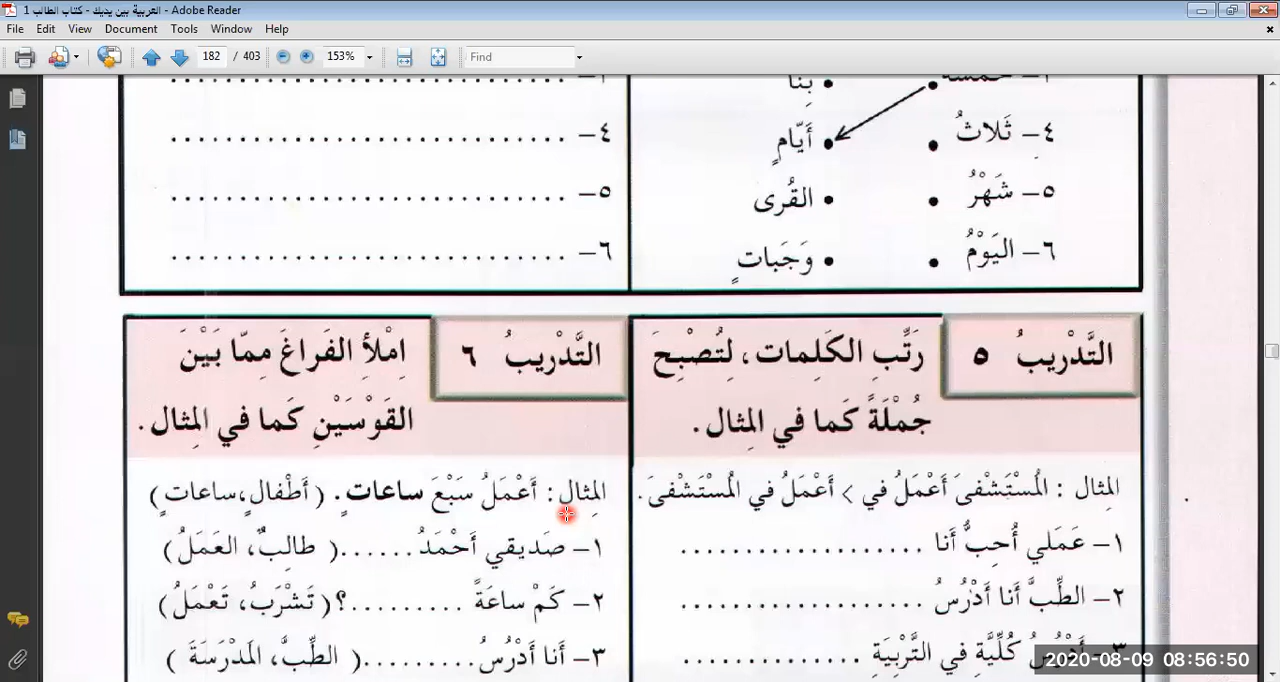 العربية بين يديك - كتاب الطالب 1 - Adobe Reader
File Edit View Document Tools Window Help
182 / 403 153% Find
بِنَا
٤- ثَلاثُ
أَيَّامٍ
٥- شَهْرُ
القُرى
٦- اليَوْمُ
وَجَباتٍ
٤- ..............................
٥- ..............................
٦- ..............................
التَّدْريبُ ٥ رَتِّبِ الكَلِمات، لِتُصْبِحَ
جُمْلَةً كَما في المِثال.
المِثال : المُسْتَشْفىَ أَعْمَلُ في > أَعْمَلُ في المُسْتَشْفىَ.
١- عَمَلي أُحِبُّ أَنا ....................
٢- الطِّبَّ أَنا أَدْرُسُ ....................
٣- أَدْرُسُ كُلِّيَّةِ في التَّرْبِيَةِ ..............
التَّدْريبُ ٦ اِمْلأِ الفَراغَ مِمّا بَيْنَ
القَوْسَيْنِ كَما في المِثال.
المِثال: أَعْمَلُ سَبْعَ ساعاتٍ. (أَطْفالٍ،ساعاتٍ)
١- صَديقي أَحْمَدُ ......( طالِبٌ، العَمَلُ)
٢- كَمْ ساعَةً ..........؟( تَشْرَبُ، تَعْمَلُ)
٣- أَنا أَدْرُسُ ..........( الطِّبَّ، المَدْرَسَةَ )
2020-08-09 08:56:50